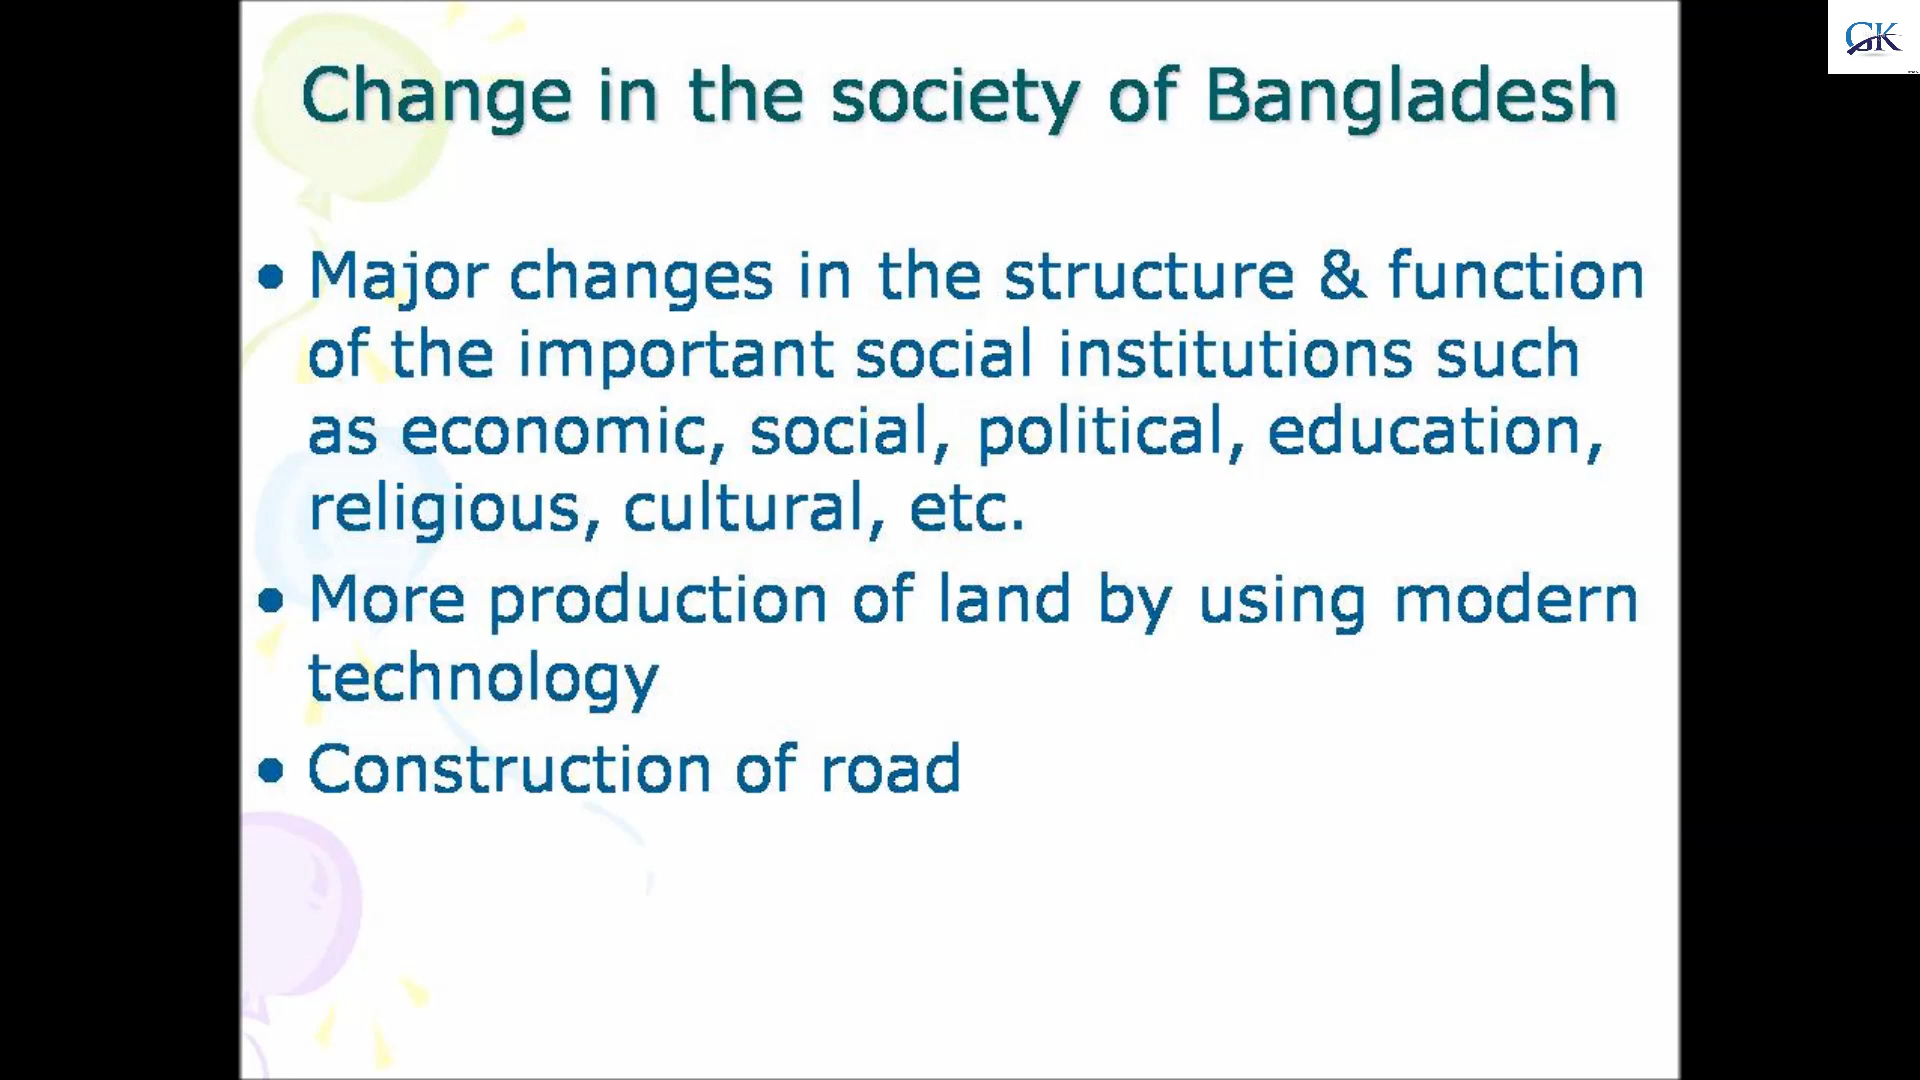 GK
Change in the society of Bangladesh
• Major changes in the structure & function
of the important social institutions such
as economic, social, political, education,
religious, cultural, etc.
• More production of land by using modern
technology
• Construction of road